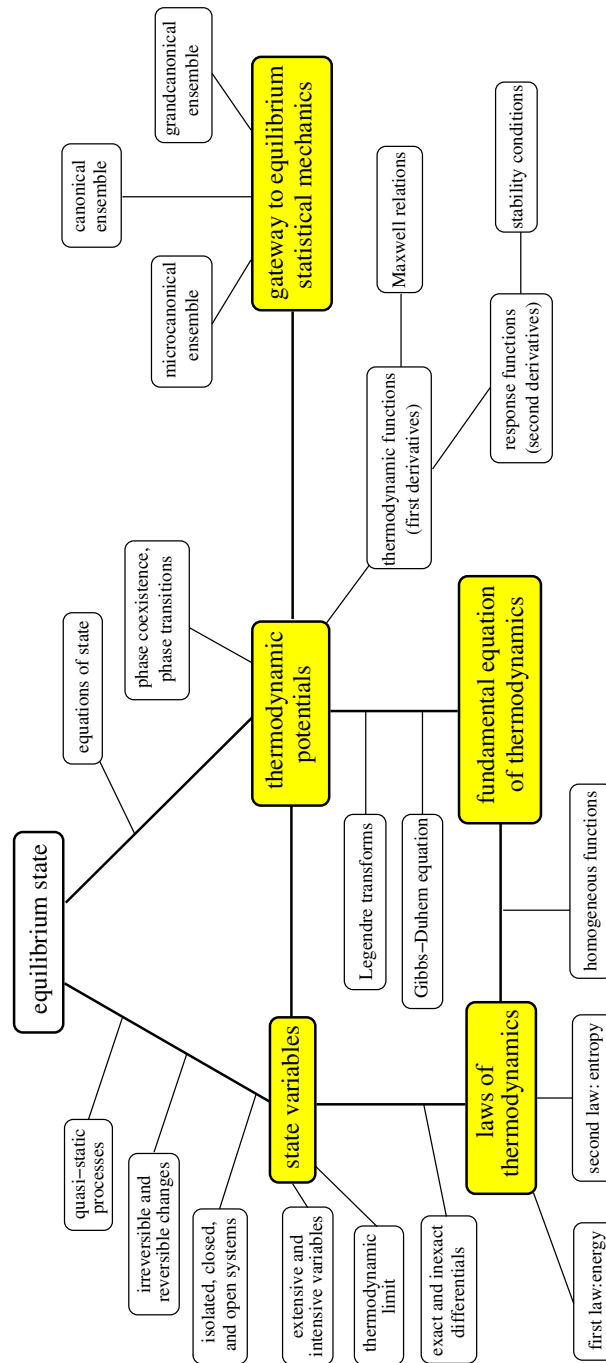 equilibrium state
quasi−static
processes
irreversible and
reversible changes
isolated, closed,
and open systems
equations of state
canonical
ensemble
grandcanonical
ensemble
microcanonical
ensemble
phase coexistence,
phase transitions
extensive and
intensive variables
thermodynamic
limit
exact and inexact
differentials
state variables
thermodynamic
potentials
gateway to equilibrium
statistical mechanics
Legendre transforms
Gibbs−Duhem equation
thermodynamic functions
(first derivatives)
Maxwell relations
response functions
(second derivatives)
stability conditions
laws of
thermodynamics
fundamental equation
of thermodynamics
first law:energy
second law: entropy
homogeneous functions